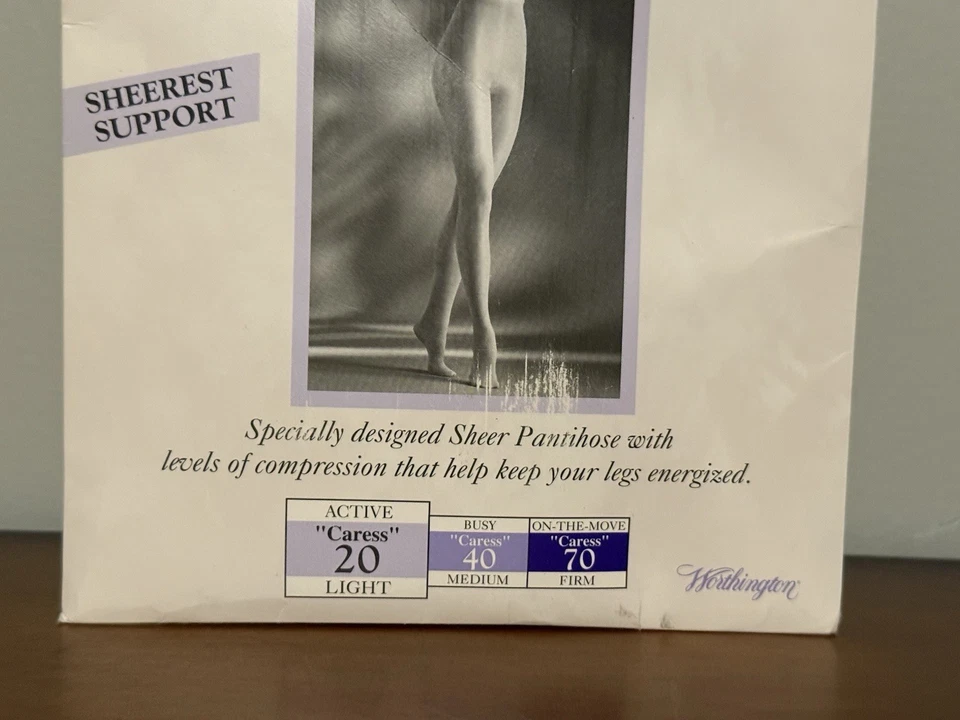 SHEEREST
SUPPORT
Specially designed Sheer Pantihose with
levels of compression that help keep your legs energized.
ACTIVE
"Caress"
20
LIGHT
BUSY
"Caress"
40
MEDIUM
ON-THE-MOVE
"Caress"
70
FIRM
Worthington